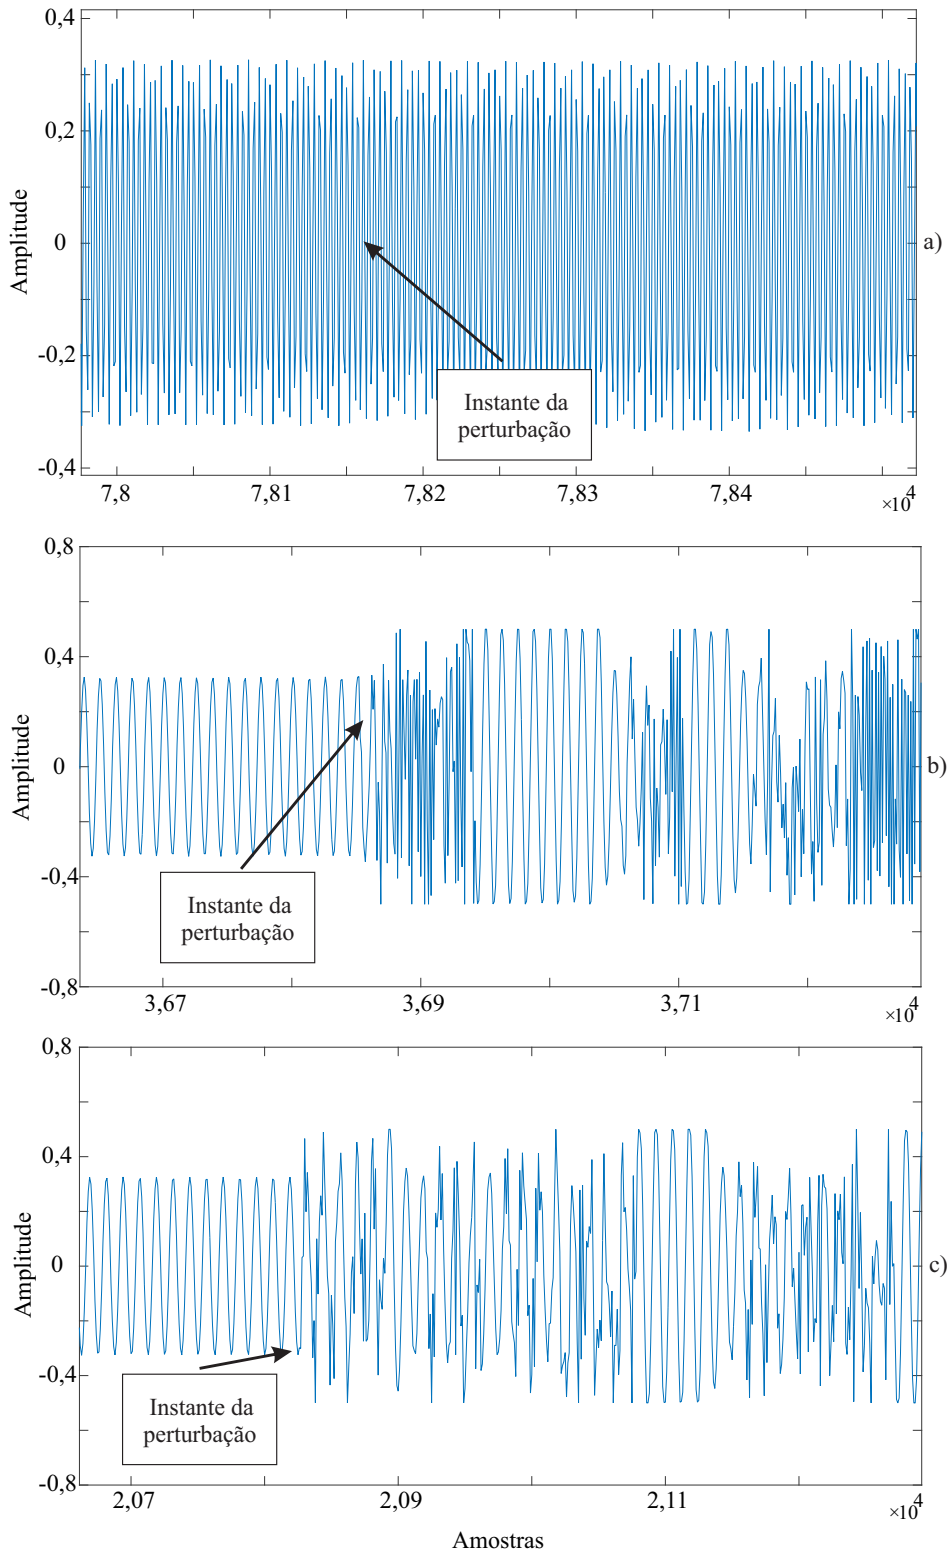 0,4
0,2
0
-0,2
-0,4
Amplitude
a)
Instante da
perturbação
7,8
7,81
7,82
7,83
7,84
×10
4
0,8
0,4
0
-0,4
-0,8
Amplitude
b)
Instante da
perturbação
3,67
3,69
3,71
×10
4
0,8
0,4
0
-0,4
-0,8
Amplitude
c)
Instante da
perturbação
2,07
2,09
2,11
×10
4
Amostras